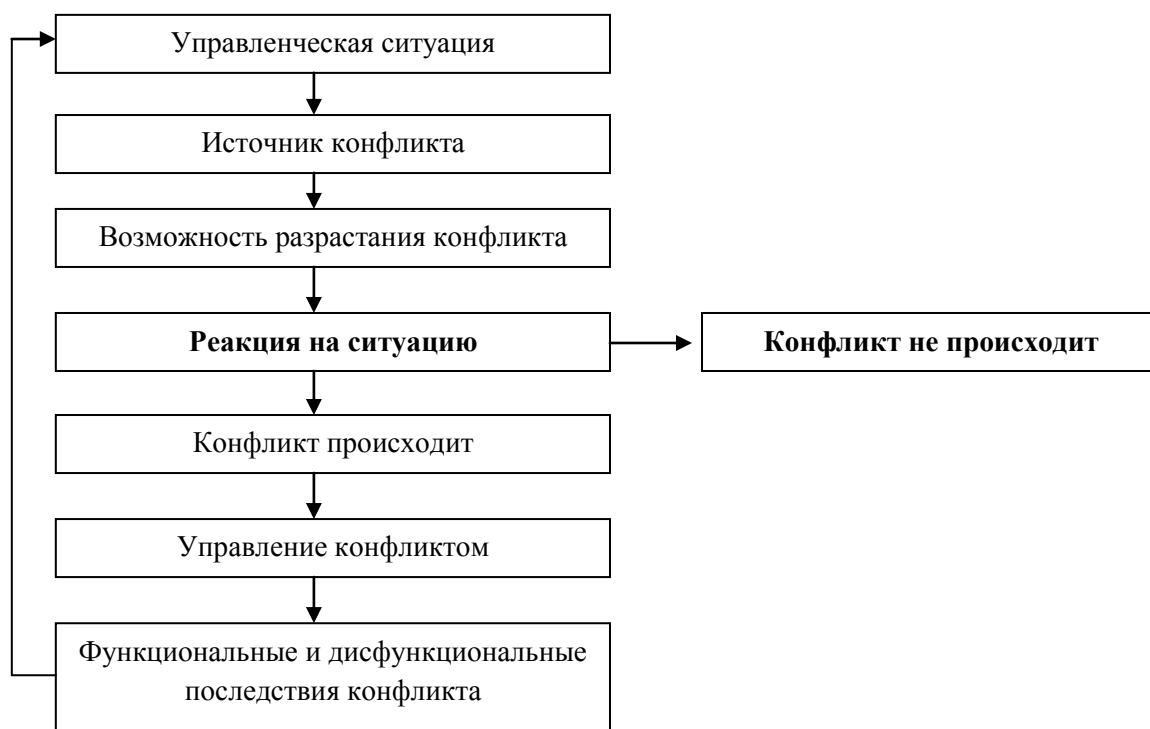 Управленческая ситуация
Источник конфликта
Возможность разрастания конфликта
Реакция на ситуацию
Конфликт не происходит
Конфликт происходит
Управление конфликтом
Функциональные и дисфункциональные
последствия конфликта